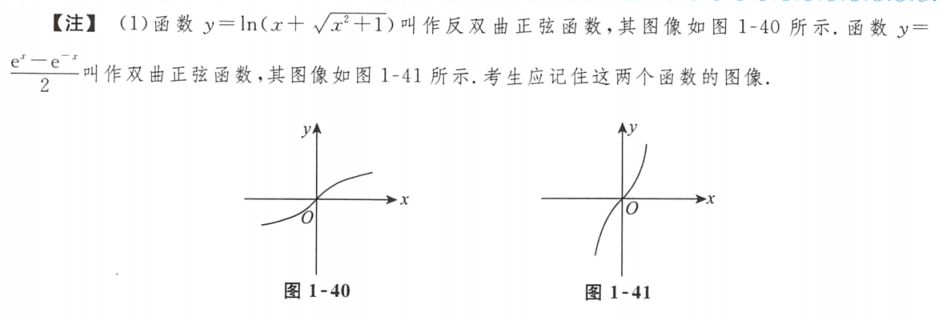 【注】 (1)函数 y=ln(x+√(x²+1))叫作反双曲正弦函数,其图像如图 1-40 所示.函数 y=
(eˣ-e⁻ˣ)/2 叫作双曲正弦函数,其图像如图 1-41 所示.考生应记住这两个函数的图像.
y y
x x
O O
图 1-40 图 1-41